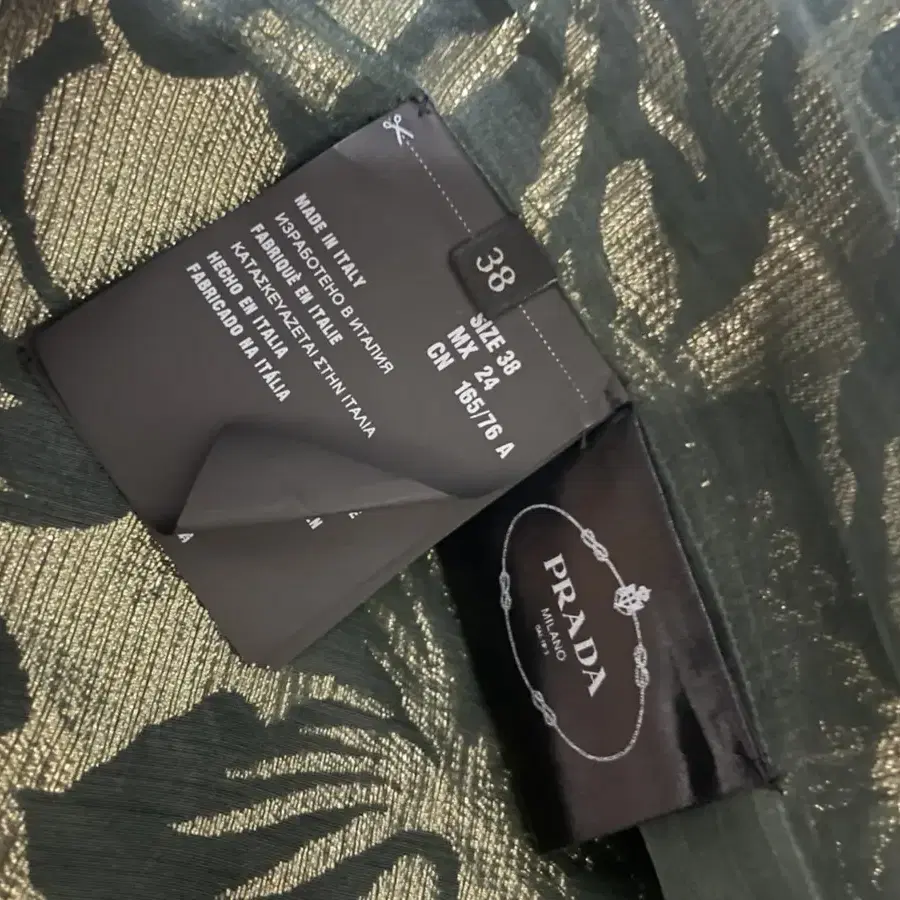 38
SIZE 38
MX 24
CN 165/76 A
MADE IN ITALY
ИЗРАБОТЕНО В ИТАЛИЯ
FABRIQUÉ EN ITALIE
ΚΑΤΑΣΚΕΥΑΖΕΤΑΙ ΣΤΗΝ ΙΤΑΛΙΑ
HECHO EN ITALIA
FABRICADO NA ITÁLIA
PRADA
MILANO